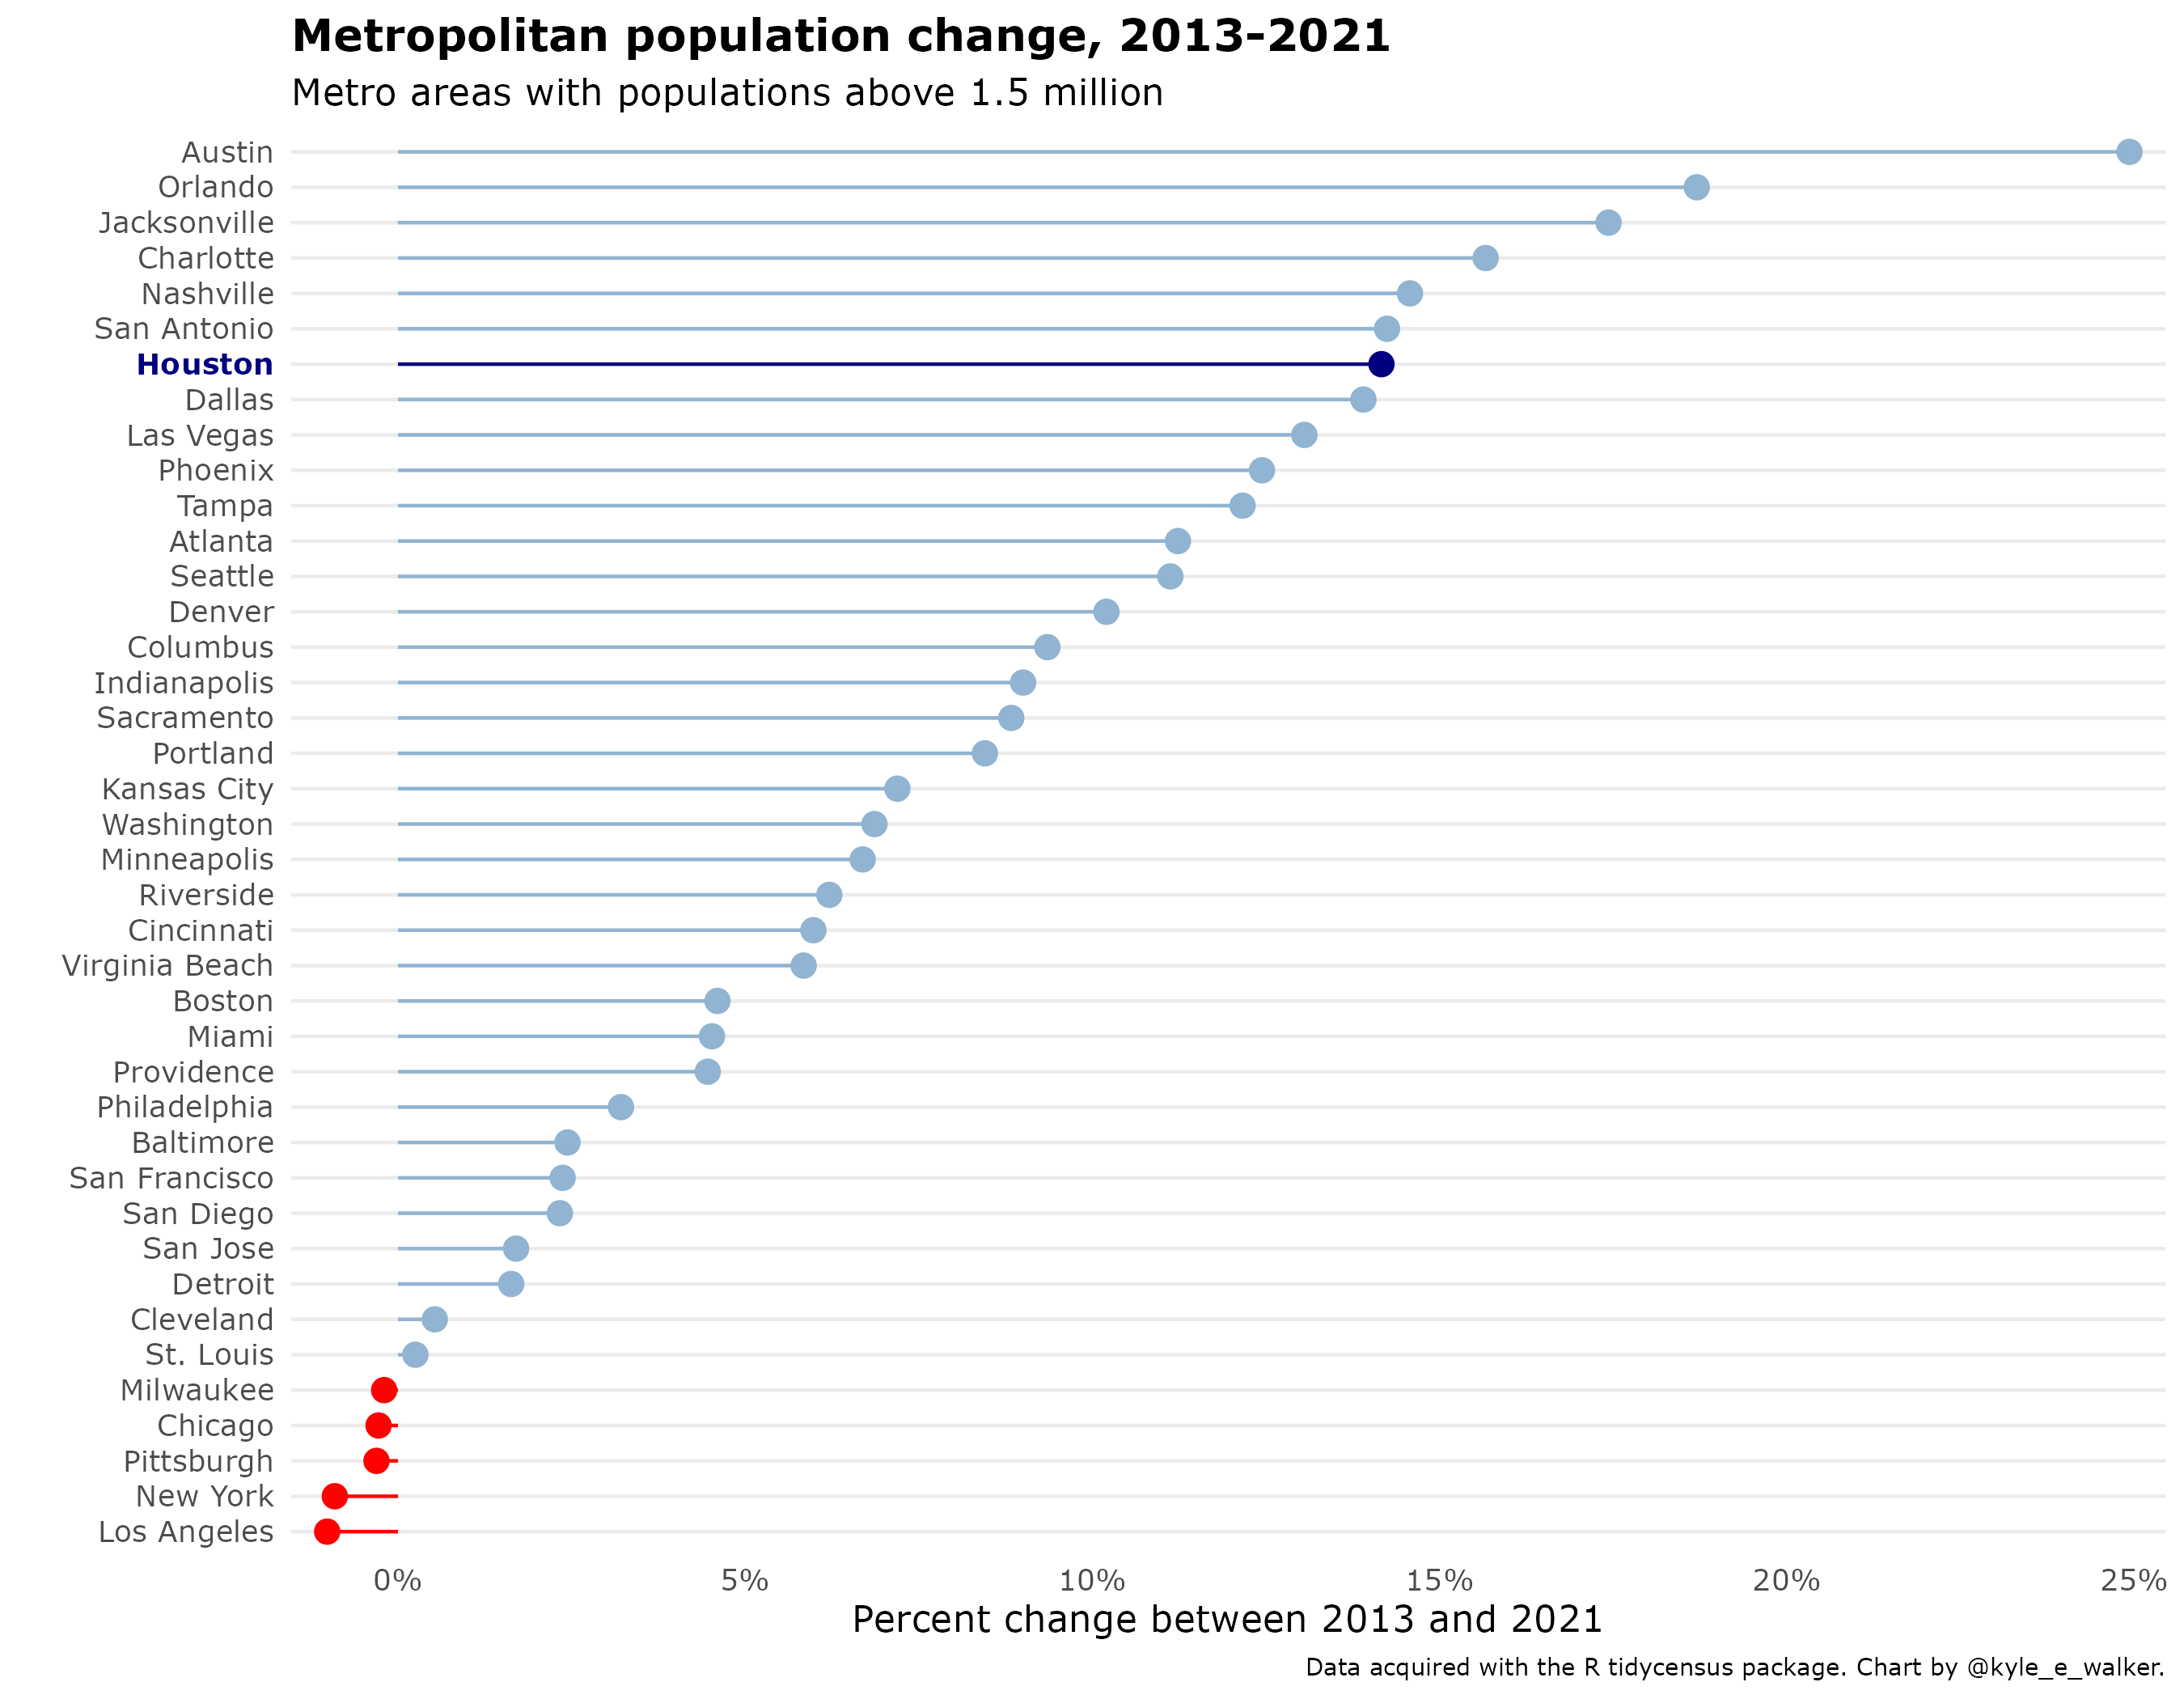 Metropolitan population change, 2013-2021
Metro areas with populations above 1.5 million
Austin
Orlando
Jacksonville
Charlotte
Nashville
San Antonio
Houston
Dallas
Las Vegas
Phoenix
Tampa
Atlanta
Seattle
Denver
Columbus
Indianapolis
Sacramento
Portland
Kansas City
Washington
Minneapolis
Riverside
Cincinnati
Virginia Beach
Boston
Miami
Providence
Philadelphia
Baltimore
San Francisco
San Diego
San Jose
Detroit
Cleveland
St. Louis
Milwaukee
Chicago
Pittsburgh
New York
Los Angeles
0% 5% 10% 15% 20% 25%
Percent change between 2013 and 2021
Data acquired with the R tidycensus package. Chart by @kyle_e_walker.